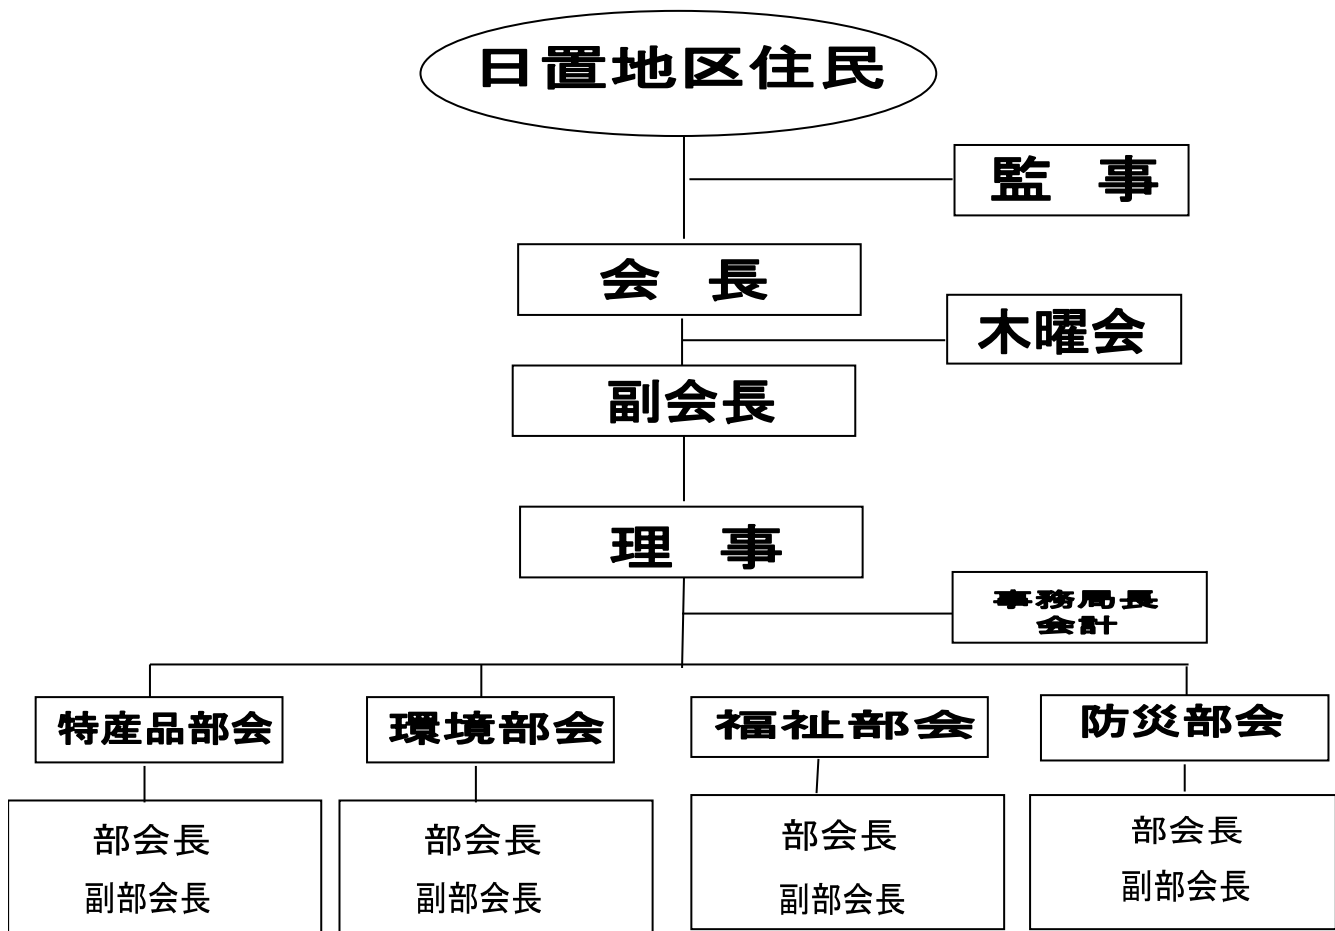 日置地区住民
監　事
会　長
木曜会
副会長
理　事
事務局長
会計
特産品部会
環境部会
福祉部会
防災部会
部会長
副部会長
部会長
副部会長
部会長
副部会長
部会長
副部会長